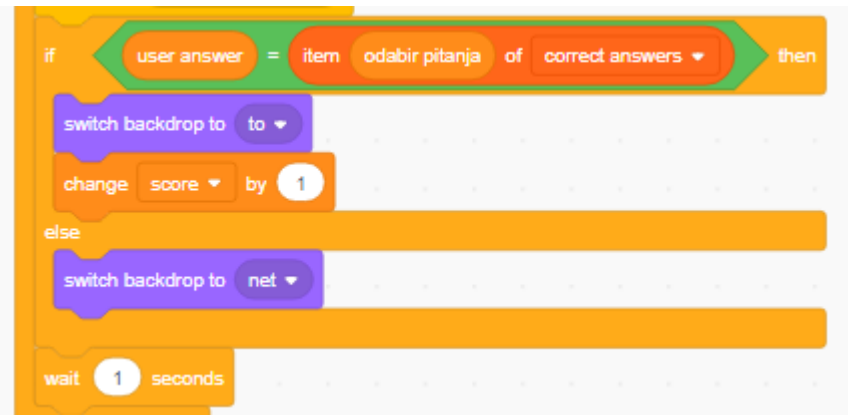 if user answer = item odabir pitanja of correct answers then
switch backdrop to to
change score by 1
else
switch backdrop to net
wait 1 seconds